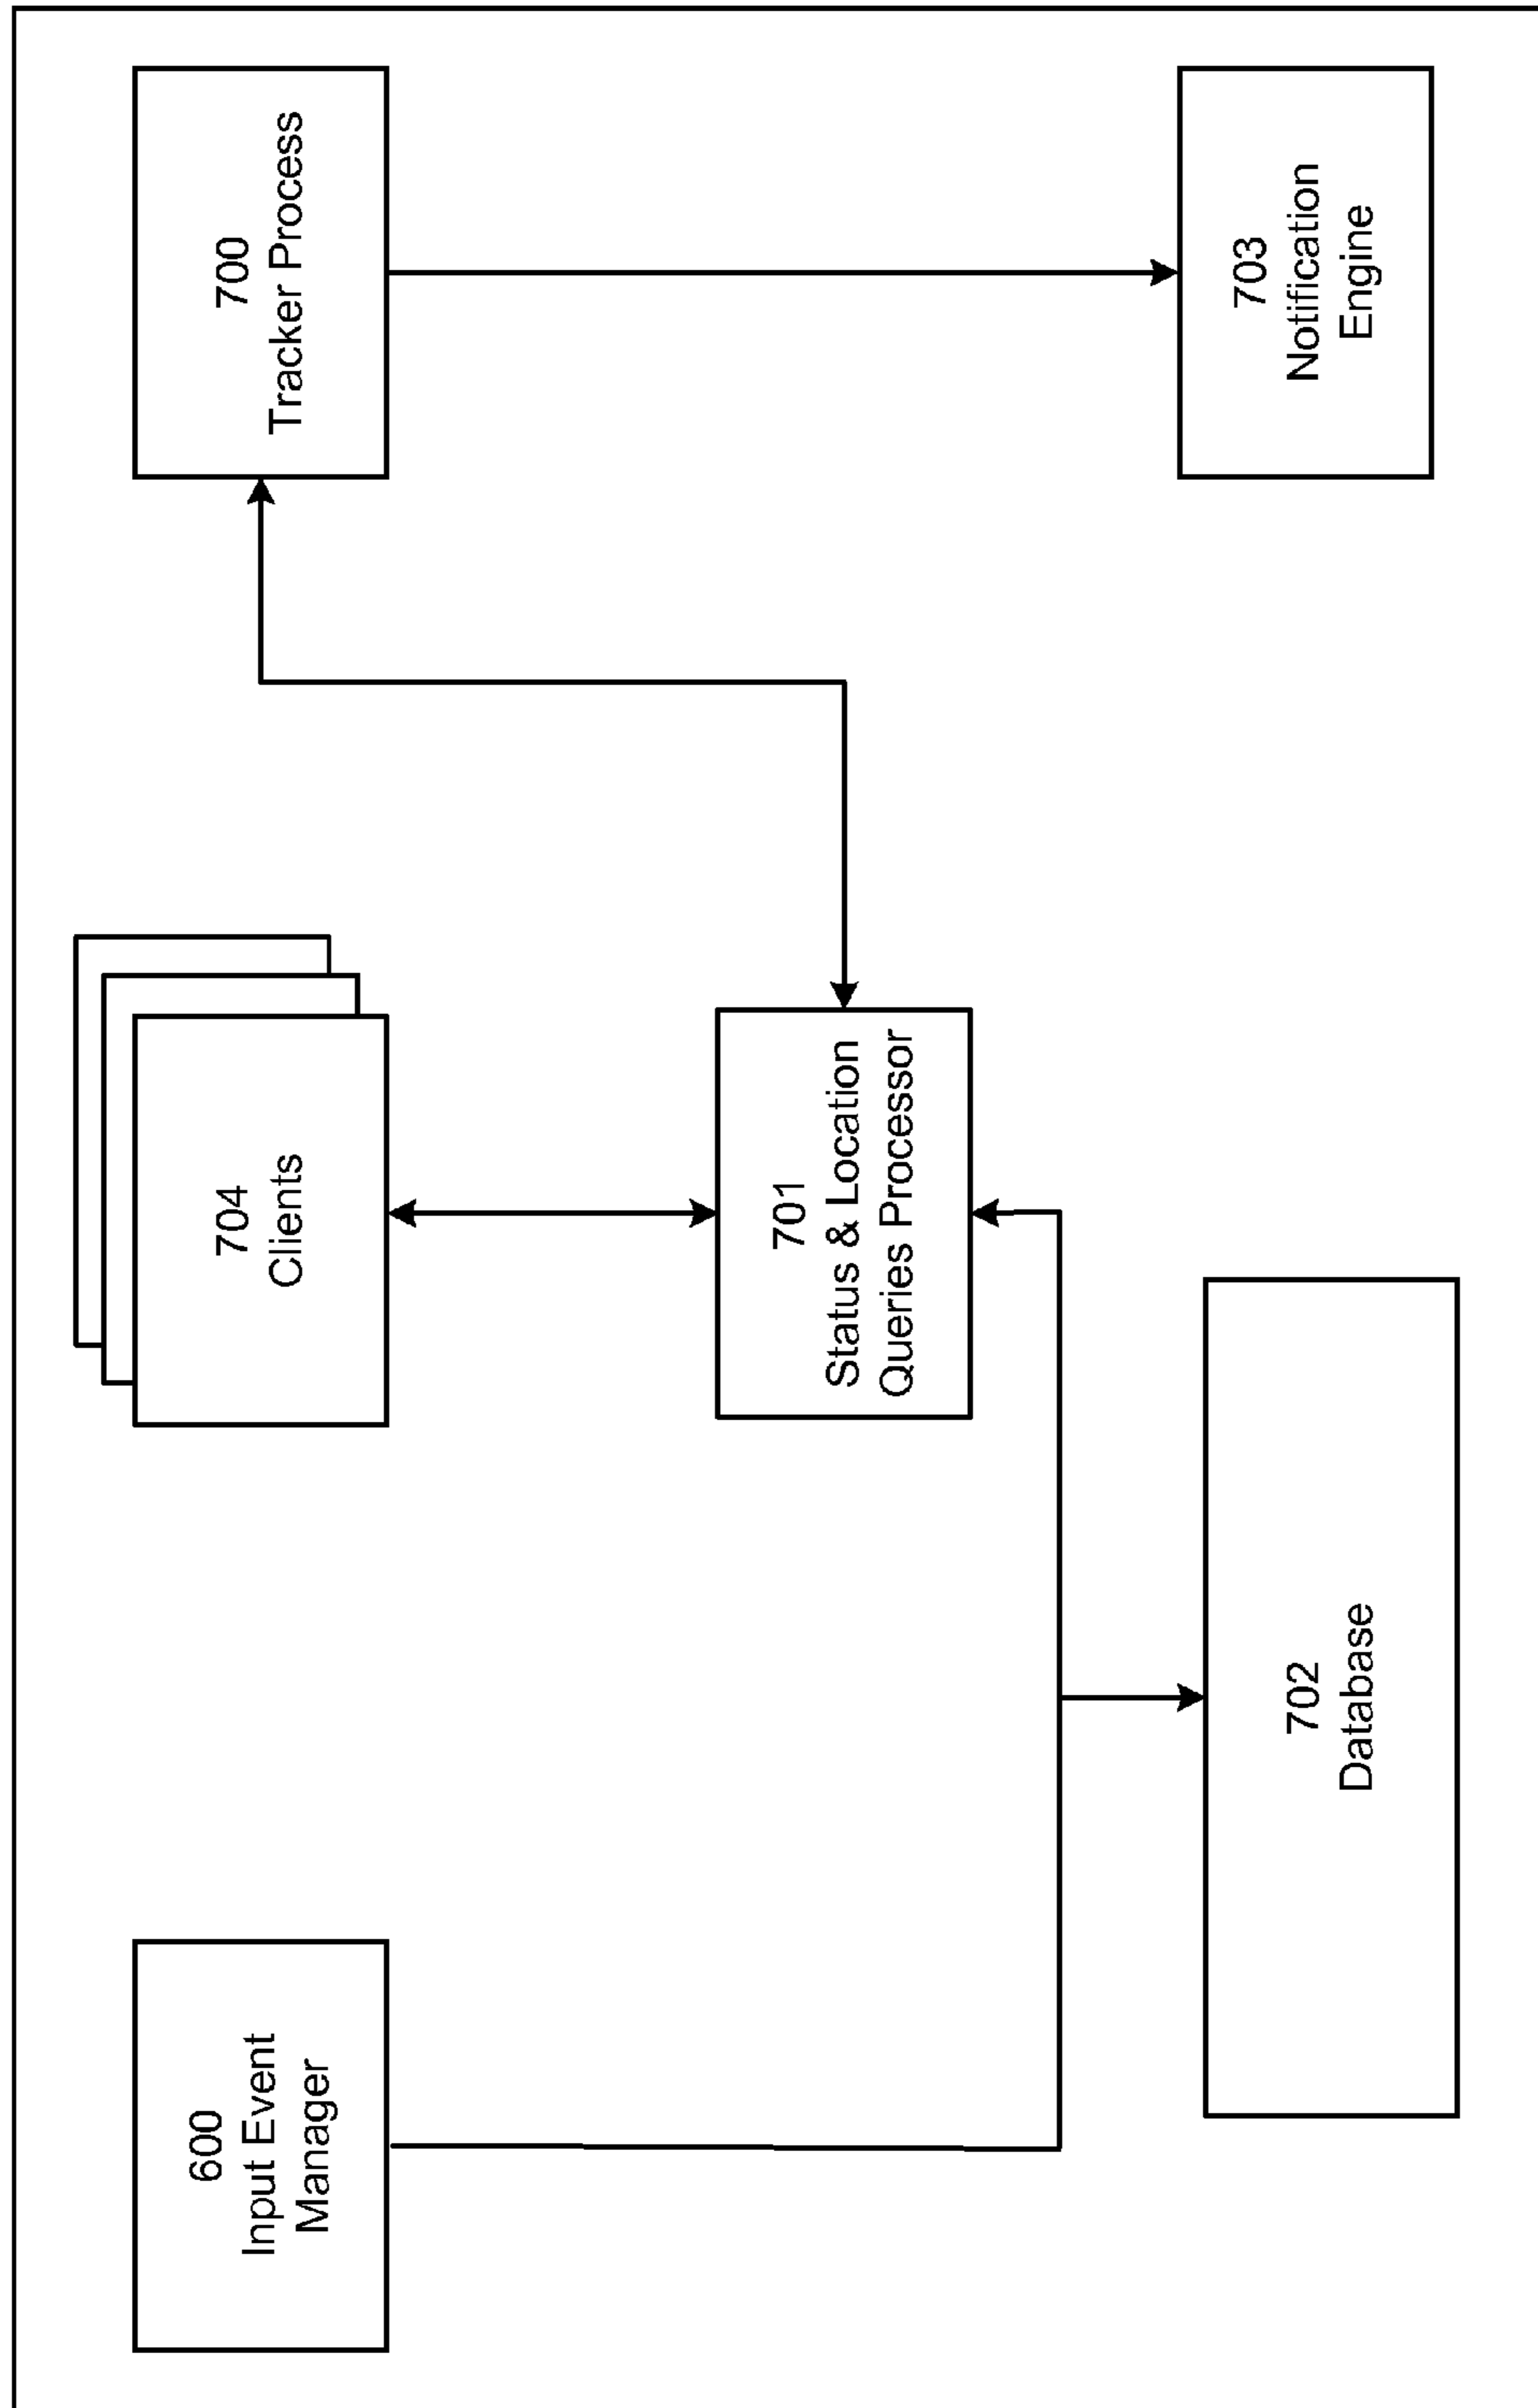 600
Input Event
Manager
704
Clients
700
Tracker Process
701
Status & Location
Queries Processor
702
Database
703
Notification
Engine